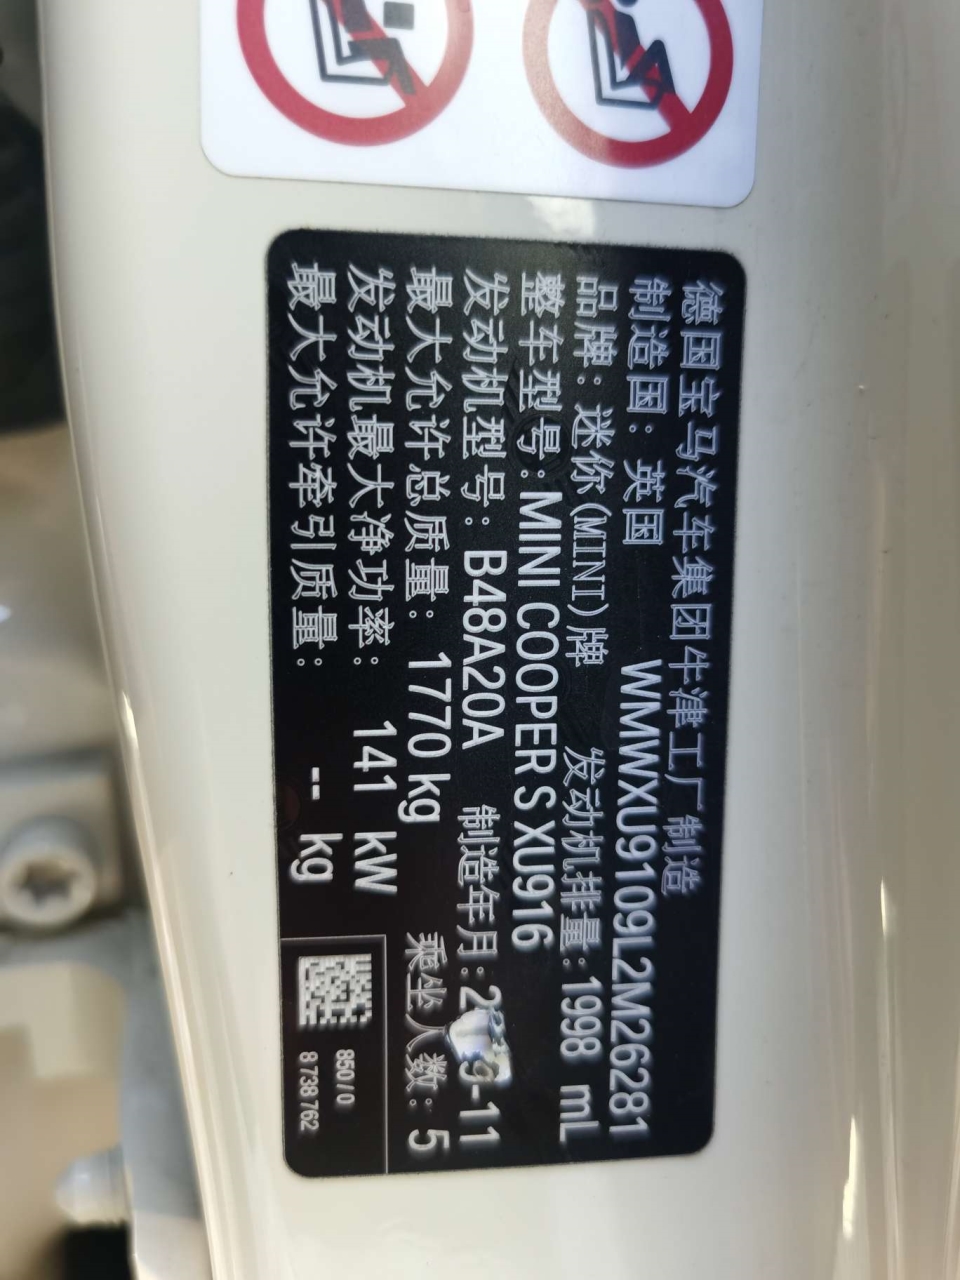 德国宝马汽车集团牛津工厂制造
制造国：英国 WMWXU9109L2M26281
品牌：迷你(MINI)牌 发动机排量：1998 mL
整车型号：MINI COOPER S XU916
发动机型号：B48A20A 制造年月：-11
最大允许总质量：1770 kg 乘坐人数：5
发动机最大净功率：141 kW
最大允许牵引质量：-- kg
850//0
8 738 762